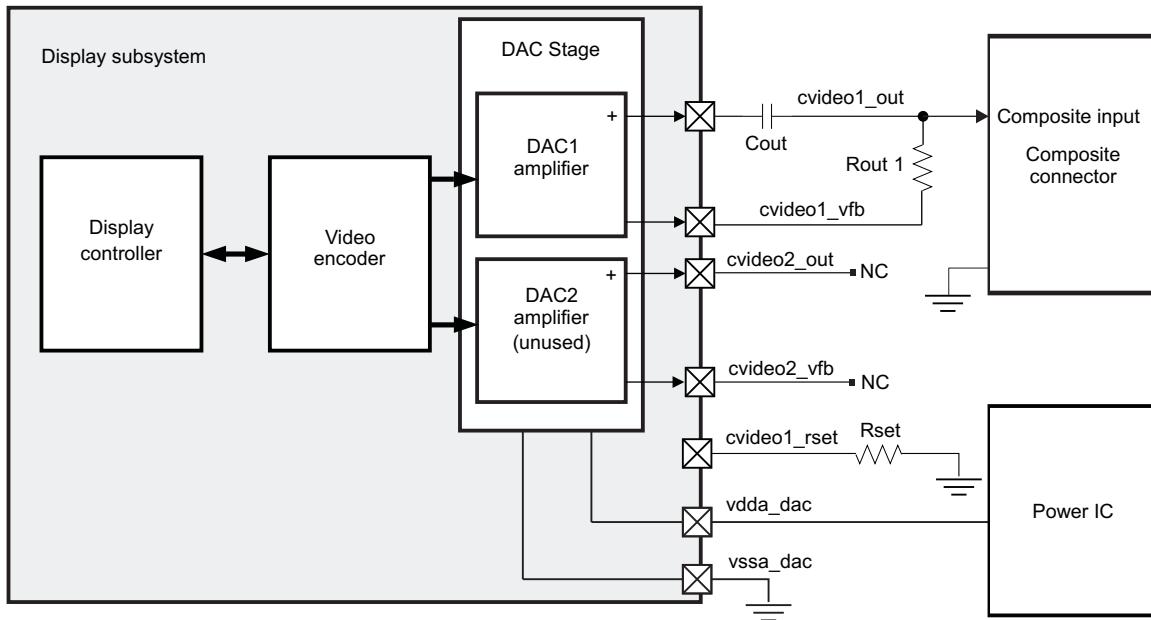 Display subsystem
DAC Stage
+
DAC1
amplifier
Display
controller
Video
encoder
+
DAC2
amplifier
(unused)
cvideo1_out
Cout
Rout 1
cvideo1_vfb
cvideo2_out
NC
cvideo2_vfb
NC
cvideo1_rset
Rset
vdda_dac
vssa_dac
Composite input
Composite
connector
Power IC